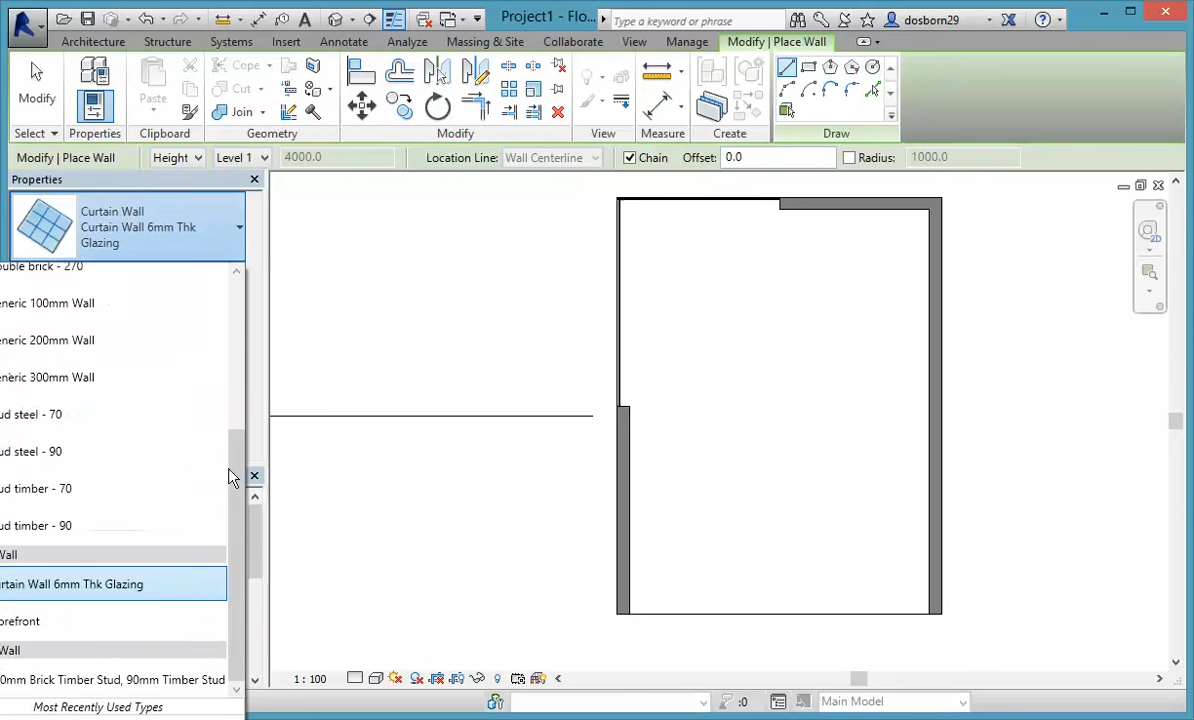 Project1 - Flo...
Type a keyword or phrase
dosborn29
Architecture
Structure
Systems
Insert
Annotate
Analyze
Massing & Site
Collaborate
View
Manage
Modify | Place Wall
Modify
Select
Properties
Paste
Clipboard
Cope
Cut
Join
Geometry
Modify
View
Measure
Create
Draw
Modify | Place Wall
Height
Level 1
4000.0
Location Line:
Wall Centerline
Chain
Offset:
0.0
Radius:
1000.0
Properties
Curtain Wall
Curtain Wall 6mm Thk
Glazing
ouble brick - 270
eneric 100mm Wall
eneric 200mm Wall
eneric 300mm Wall
ud steel - 70
ud steel - 90
ud timber - 70
ud timber - 90
Wall
rtain Wall 6mm Thk Glazing
orefront
Wall
0mm Brick Timber Stud, 90mm Timber Stud
Most Recently Used Types
2D
1 : 100
:0
Main Model